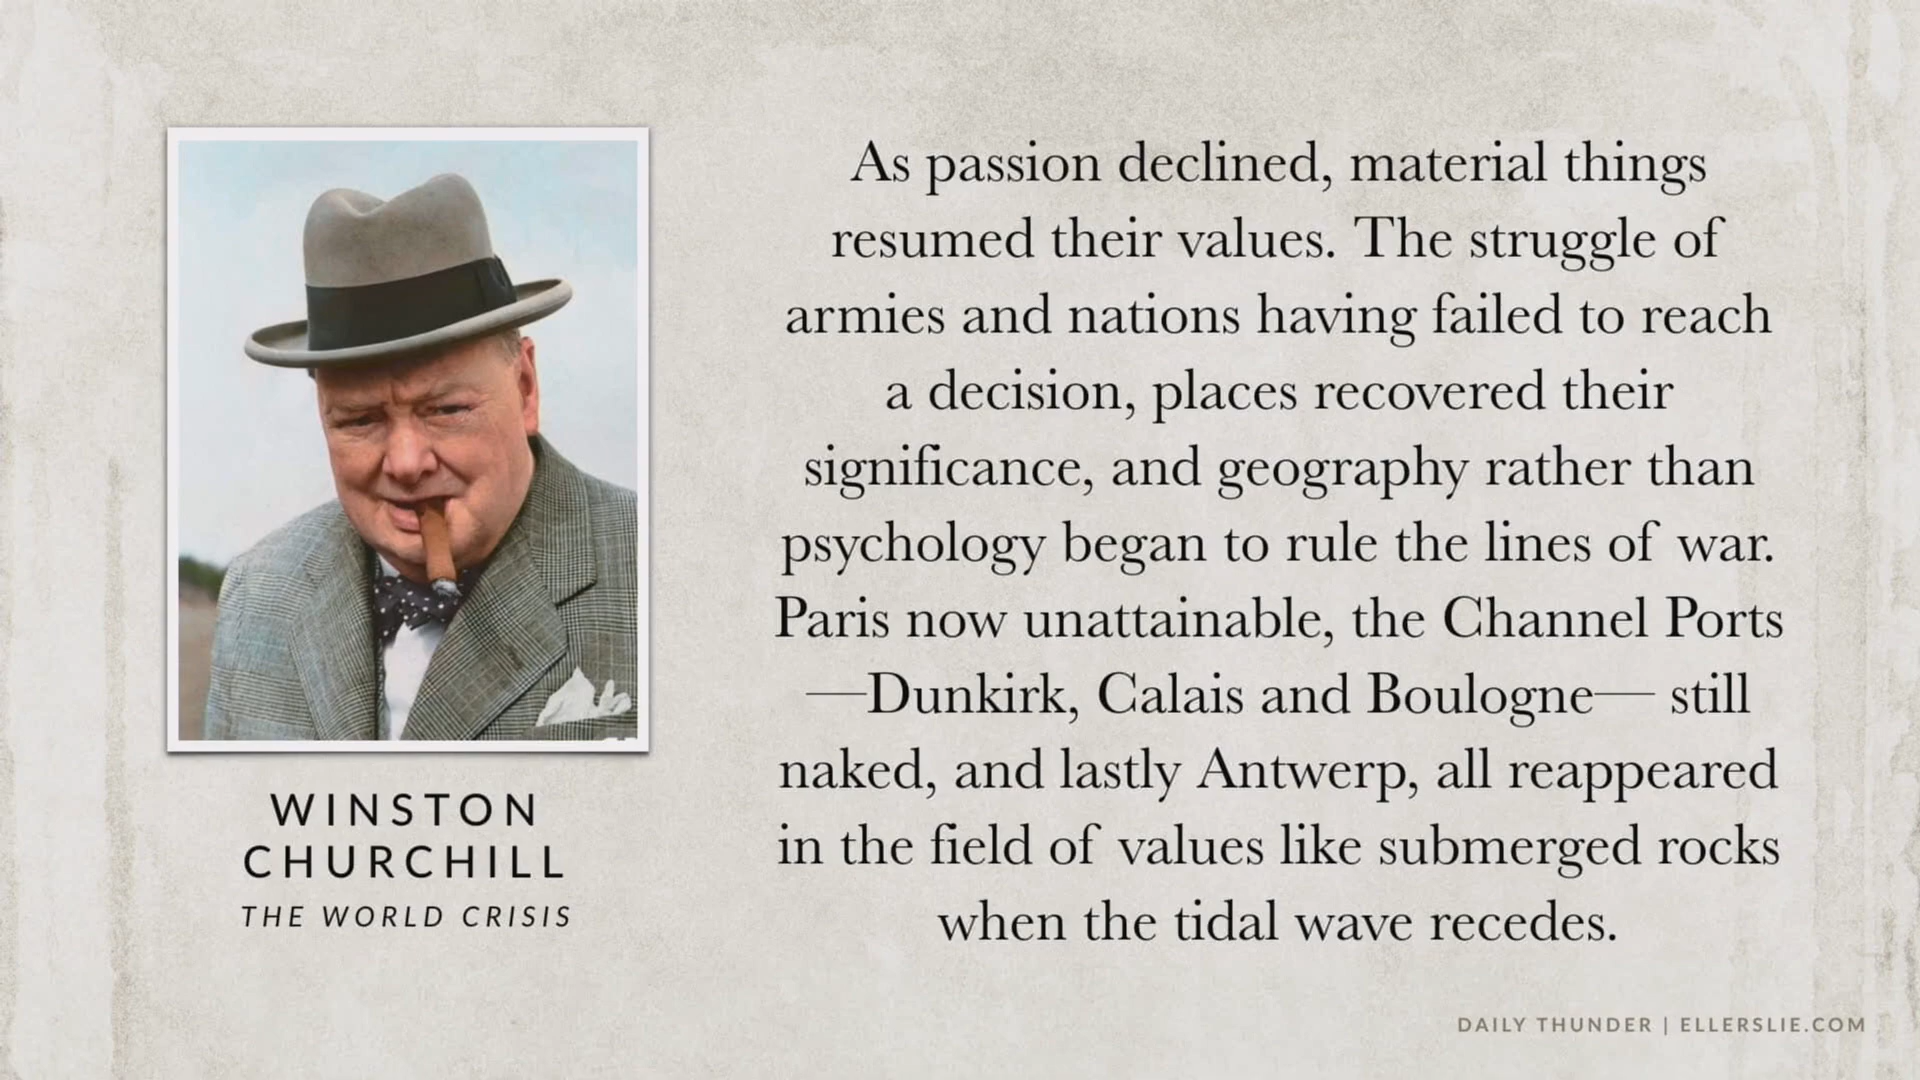 As passion declined, material things
resumed their values. The struggle of
armies and nations having failed to reach
a decision, places recovered their
significance, and geography rather than
psychology began to rule the lines of war.
Paris now unattainable, the Channel Ports
—Dunkirk, Calais and Boulogne— still
naked, and lastly Antwerp, all reappeared
in the field of values like submerged rocks
when the tidal wave recedes.
WINSTON
CHURCHILL
THE WORLD CRISIS
DAILY THUNDER | ELLERSLIE.COM